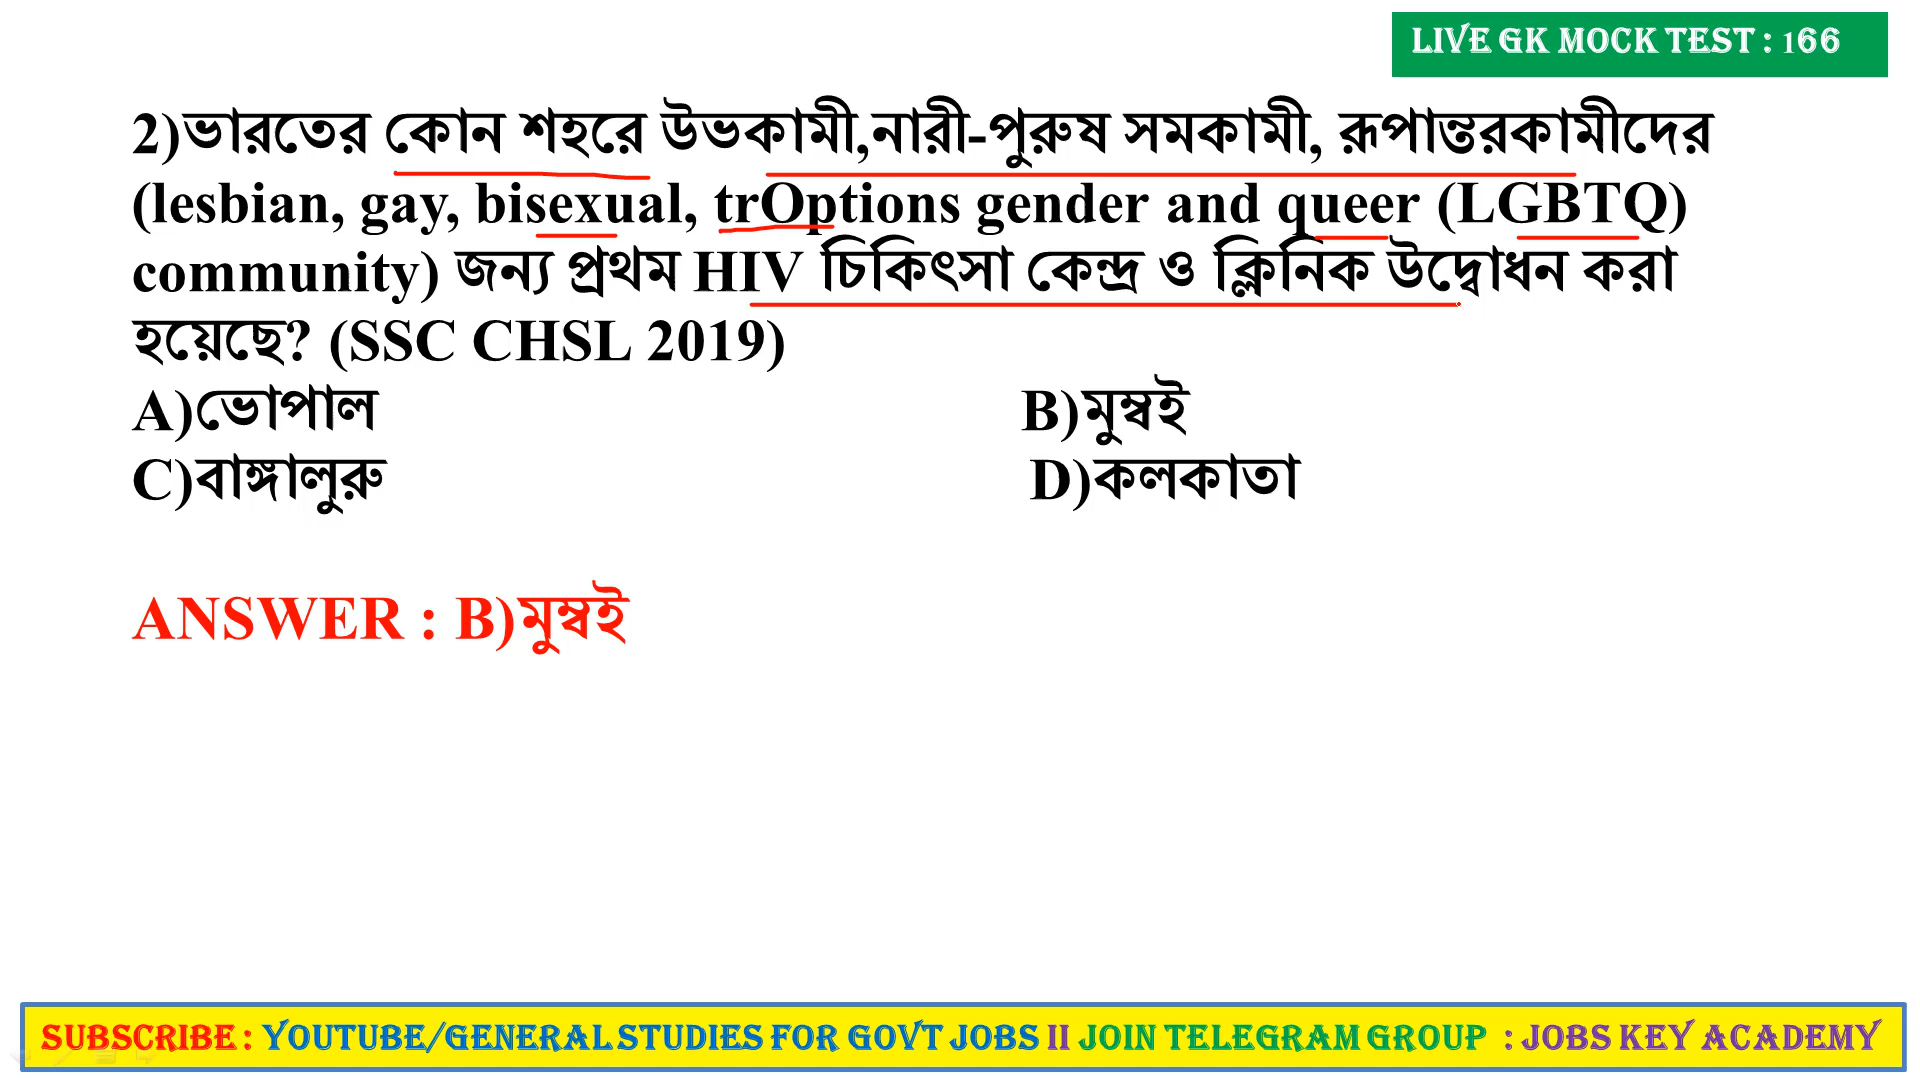 LIVE GK MOCK TEST : 166
2)ভারতের কোন শহরে উভকামী,নারী-পুরুষ সমকামী, রূপান্তরকামীদের
(lesbian, gay, bisexual, trOptions gender and queer (LGBTQ)
community) জন্য প্রথম HIV চিকিৎসা কেন্দ্র ও ক্লিনিক উদ্বোধন করা
হয়েছে? (SSC CHSL 2019)
A)ভোপাল B)মুম্বই
C)বাঙ্গালুরু D)কলকাতা
ANSWER : B)মুম্বই
SUBSCRIBE : YOUTUBE/GENERAL STUDIES FOR GOVT JOBS II JOIN TELEGRAM GROUP : JOBS KEY ACADEMY